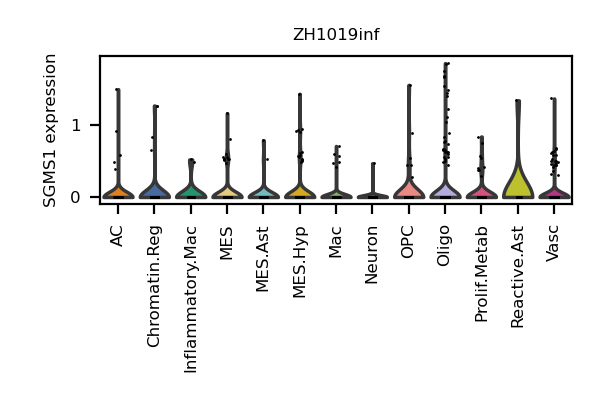 ZH1019inf
SGMS1 expression
1
0
AC
Chromatin.Reg
Inflammatory.Mac
MES
MES.Ast
MES.Hyp
Mac
Neuron
OPC
Oligo
Prolif.Metab
Reactive.Ast
Vasc